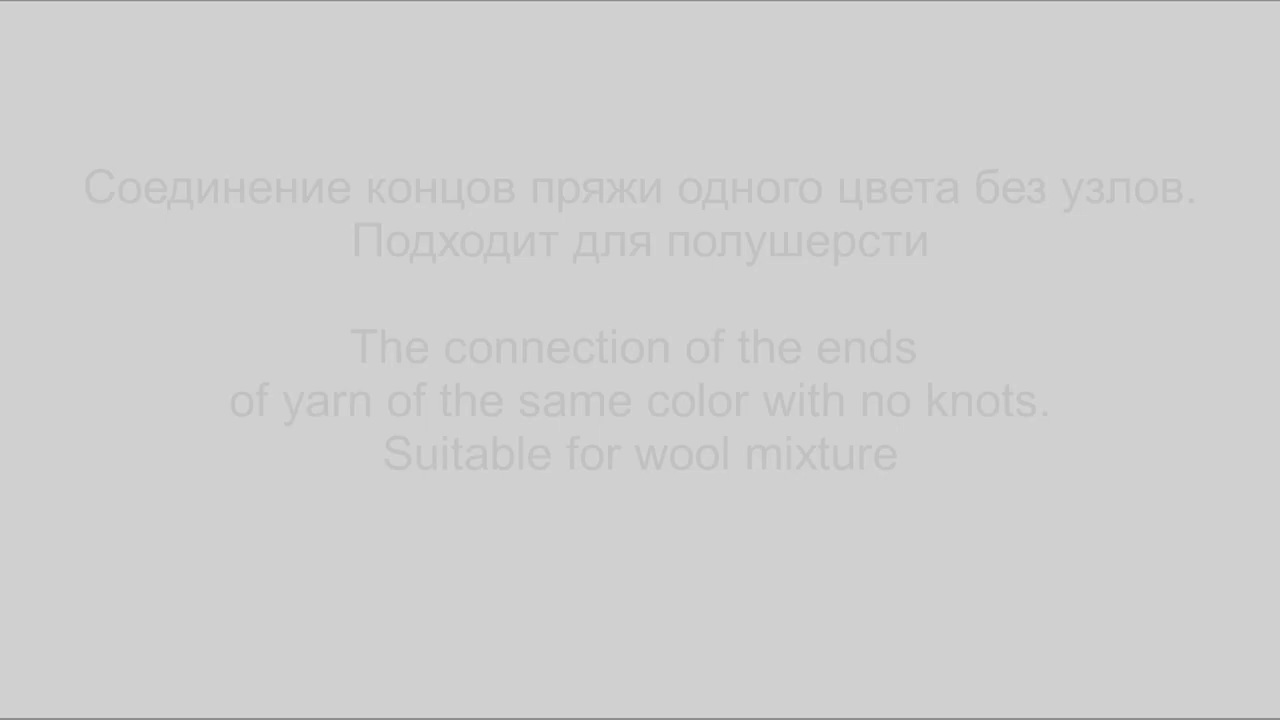 Соединение концов пряжи одного цвета без узлов.
Подходит для полушерсти
The connection of the ends
of yarn of the same color with no knots.
Suitable for wool mixture